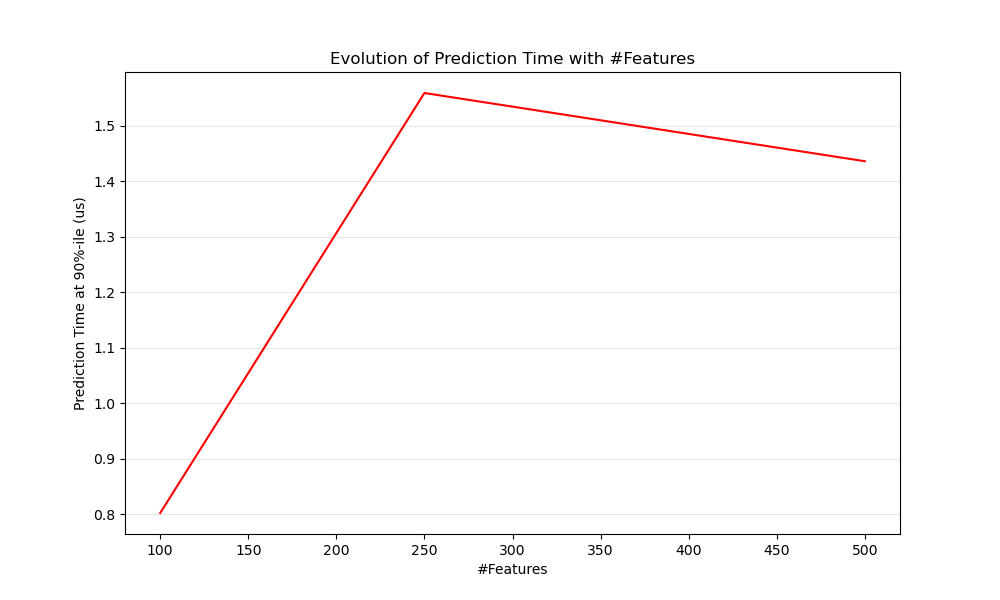 Evolution of Prediction Time with #Features
Prediction Time at 90%-ile (us)
1.5
1.4
1.3
1.2
1.1
1.0
0.9
0.8
100 150 200 250 300 350 400 450 500
#Features